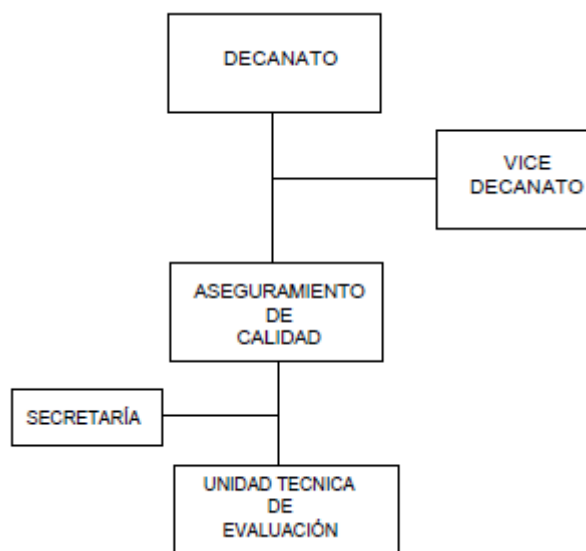 DECANATO
VICE
DECANATO
ASEGURAMIENTO
DE
CALIDAD
SECRETARÍA
UNIDAD TECNICA
DE
EVALUACIÓN